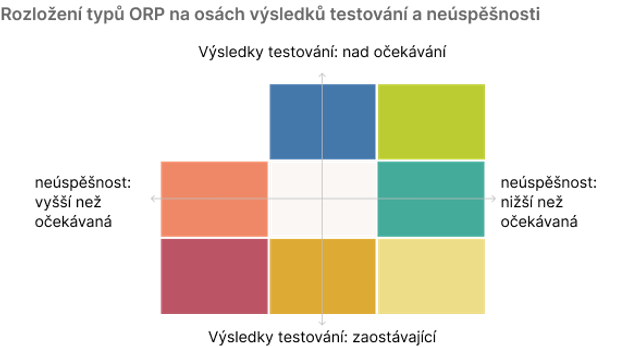 Rozložení typů ORP na osách výsledků testování a neúspěšnosti
Výsledky testování: nad očekávání
neúspěšnost:
vyšší než
očekávaná
neúspěšnost:
nižší než
očekávaná
Výsledky testování: zaostávající